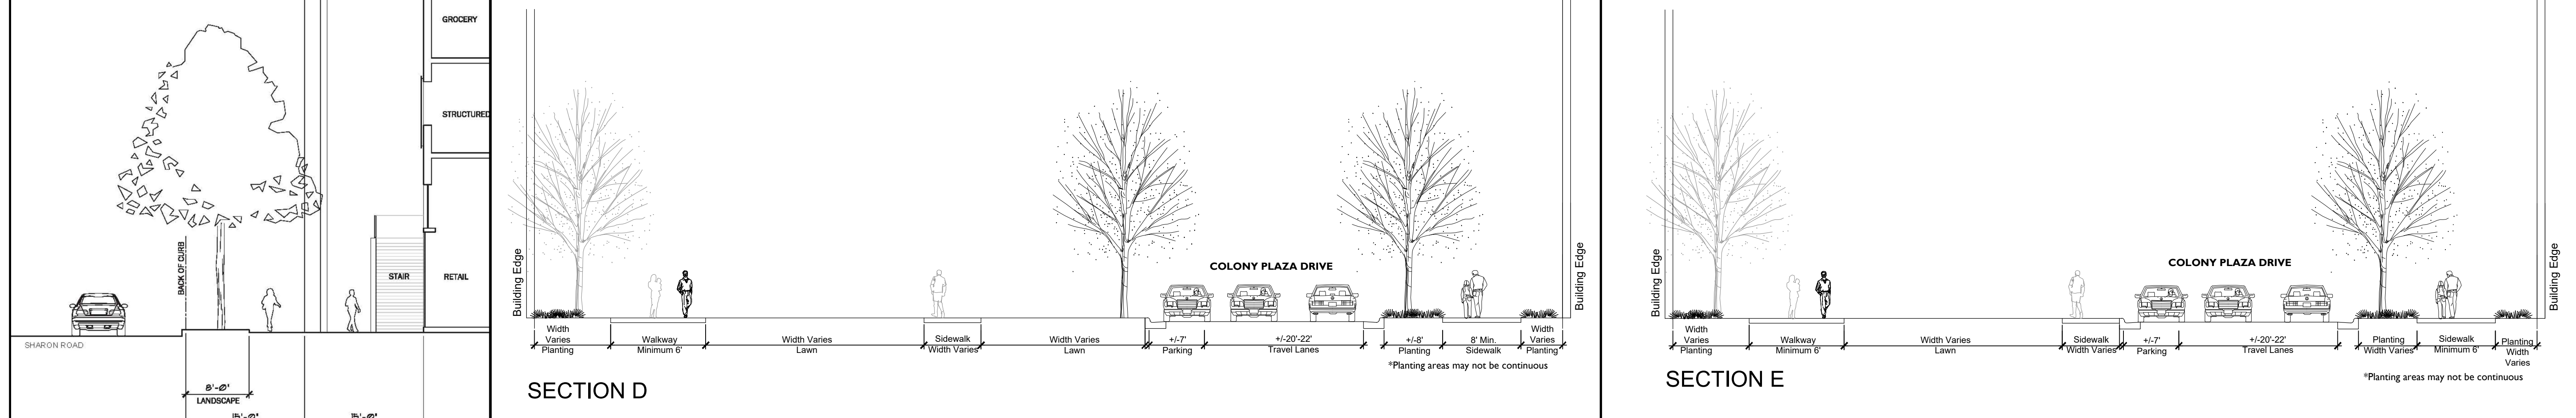 GROCERY
STRUCTURED
BACK OF CURB
STAIR
RETAIL
SHARON ROAD
8'-0"
LANDSCAPE
15'-0" 15'-0"
Building Edge
COLONY PLAZA DRIVE
Building Edge
Width
Varies
Planting
Walkway
Minimum 6'
Width Varies
Lawn
Sidewalk
Width Varies
Width Varies
Lawn
+/-7'
Parking
+/-20'-22'
Travel Lanes
+/-8'
Planting
8' Min.
Sidewalk
Width
Varies
Planting
*Planting areas may not be continuous
SECTION D
Building Edge
COLONY PLAZA DRIVE
Building Edge
Width
Varies
Planting
Walkway
Minimum 6'
Width Varies
Lawn
Sidewalk
Width Varies
+/-7'
Parking
+/-20'-22'
Travel Lanes
Planting
Width Varies
Sidewalk
Minimum 6'
Planting
Width
Varies
*Planting areas may not be continuous
SECTION E